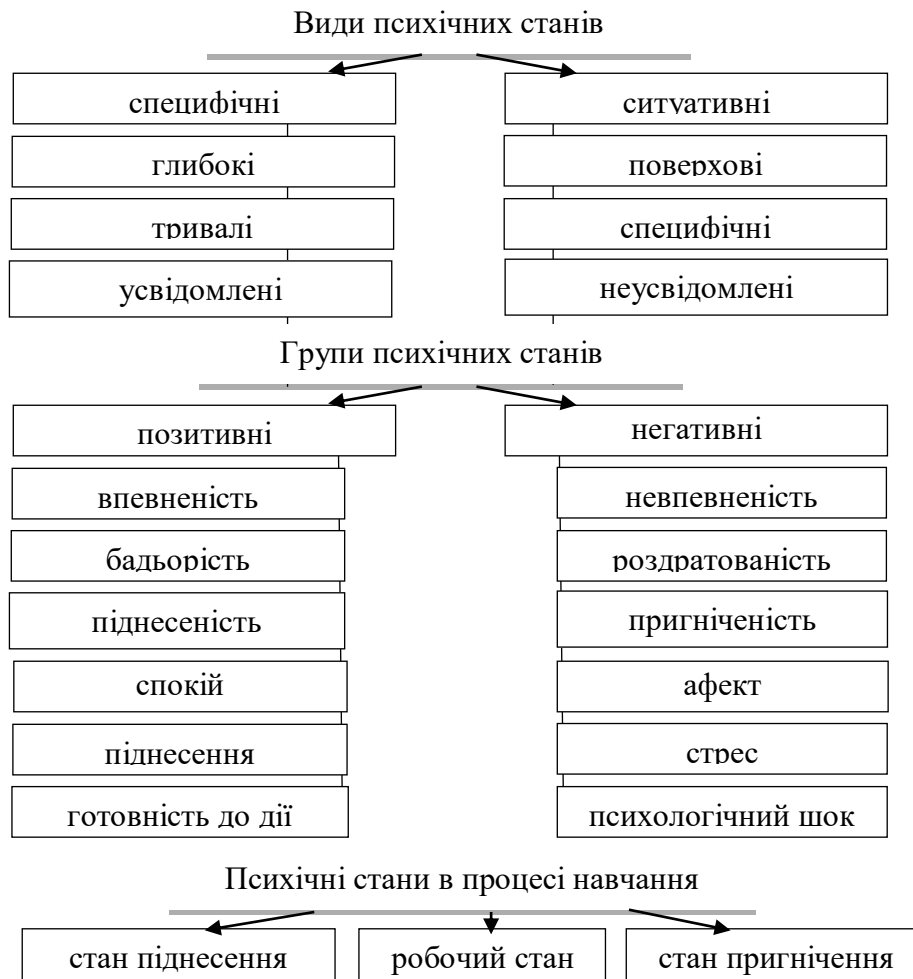 Види психічних станів
специфічні
ситуативні
глибокі
поверхові
тривалі
специфічні
усвідомлені
неусвідомлені
Групи психічних станів
позитивні
негативні
впевненість
невпевненість
бадьорість
роздратованість
піднесеність
пригніченість
спокій
афект
піднесення
стрес
готовність до дії
психологічний шок
Психічні стани в процесі навчання
стан піднесення
робочий стан
стан пригнічення